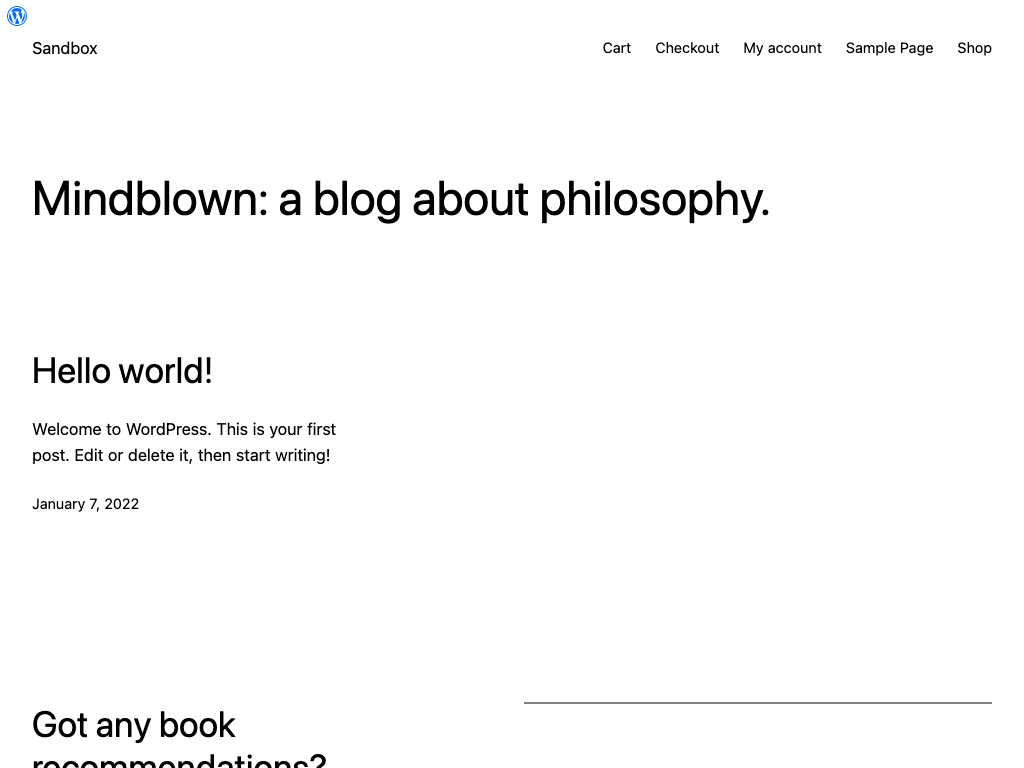 Sandbox
Cart Checkout My account Sample Page Shop
Mindblown: a blog about philosophy.
Hello world!
Welcome to WordPress. This is your first
post. Edit or delete it, then start writing!
January 7, 2022
Got any book
recommendations?